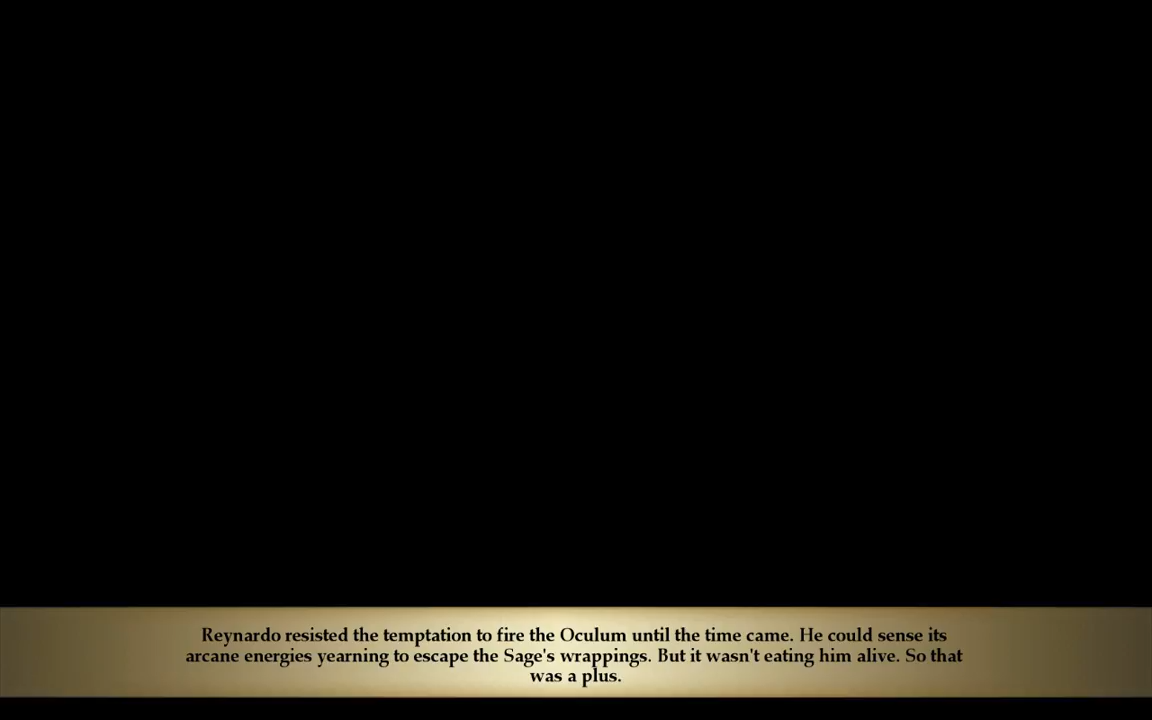 Reynardo resisted the temptation to fire the Oculum until the time came. He could sense its
arcane energies yearning to escape the Sage's wrappings. But it wasn't eating him alive. So that
was a plus.